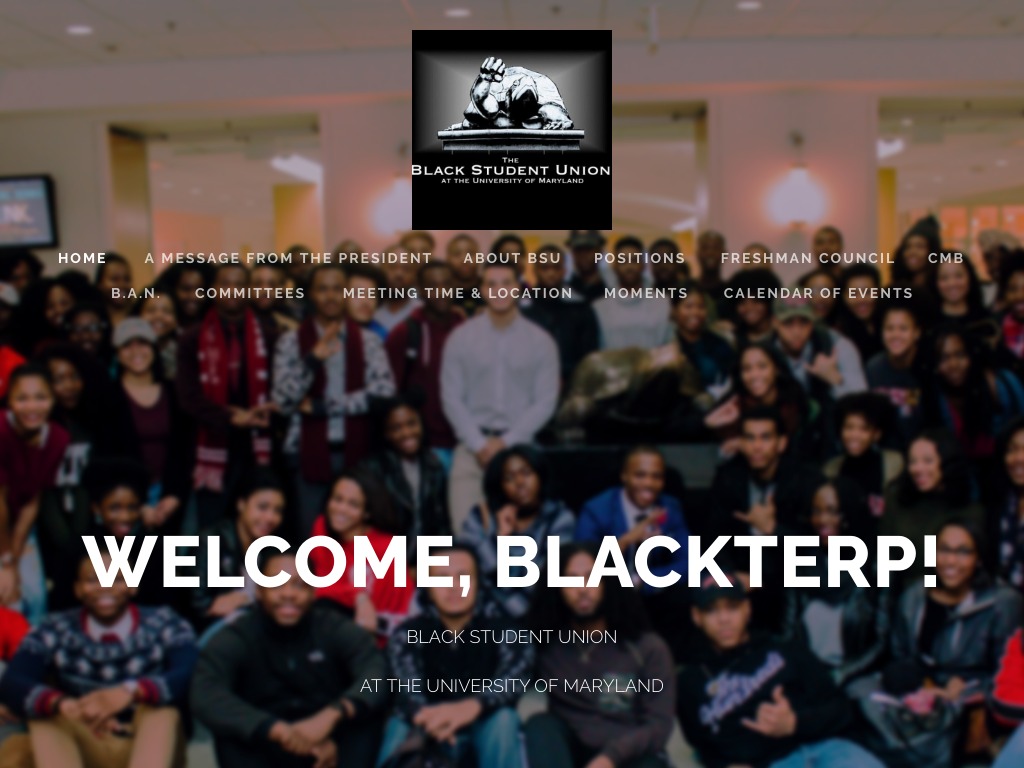 THE
BLACK STUDENT UNION
AT THE UNIVERSITY OF MARYLAND
HOME A MESSAGE FROM THE PRESIDENT ABOUT BSU POSITIONS FRESHMAN COUNCIL CMB
B.A.N. COMMITTEES MEETING TIME & LOCATION MOMENTS CALENDAR OF EVENTS
WELCOME, BLACKTERP!
BLACK STUDENT UNION
AT THE UNIVERSITY OF MARYLAND